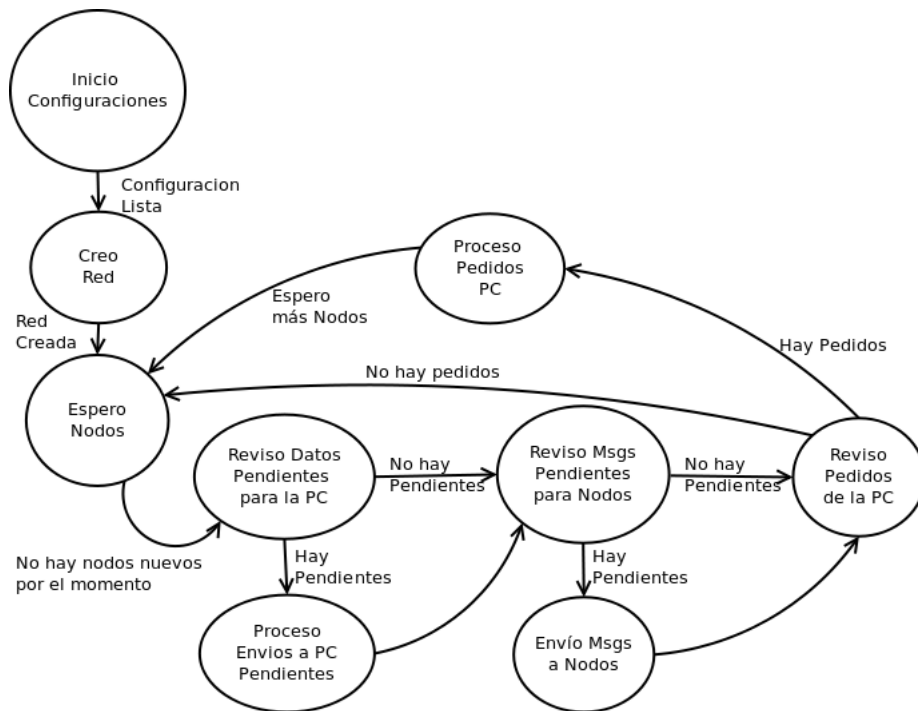 Inicio
Configuraciones
Configuracion
Lista
Creo
Red
Proceso
Pedidos
PC
Espero
más Nodos
Red
Creada
Hay Pedidos
No hay pedidos
Espero
Nodos
Reviso Datos
Pendientes
para la PC
No hay
Pendientes
Reviso Msgs
Pendientes
para Nodos
No hay
Pendientes
Reviso
Pedidos
de la PC
No hay nodos nuevos
por el momento
Hay
Pendientes
Hay
Pendientes
Proceso
Envios a PC
Pendientes
Envío Msgs
a Nodos